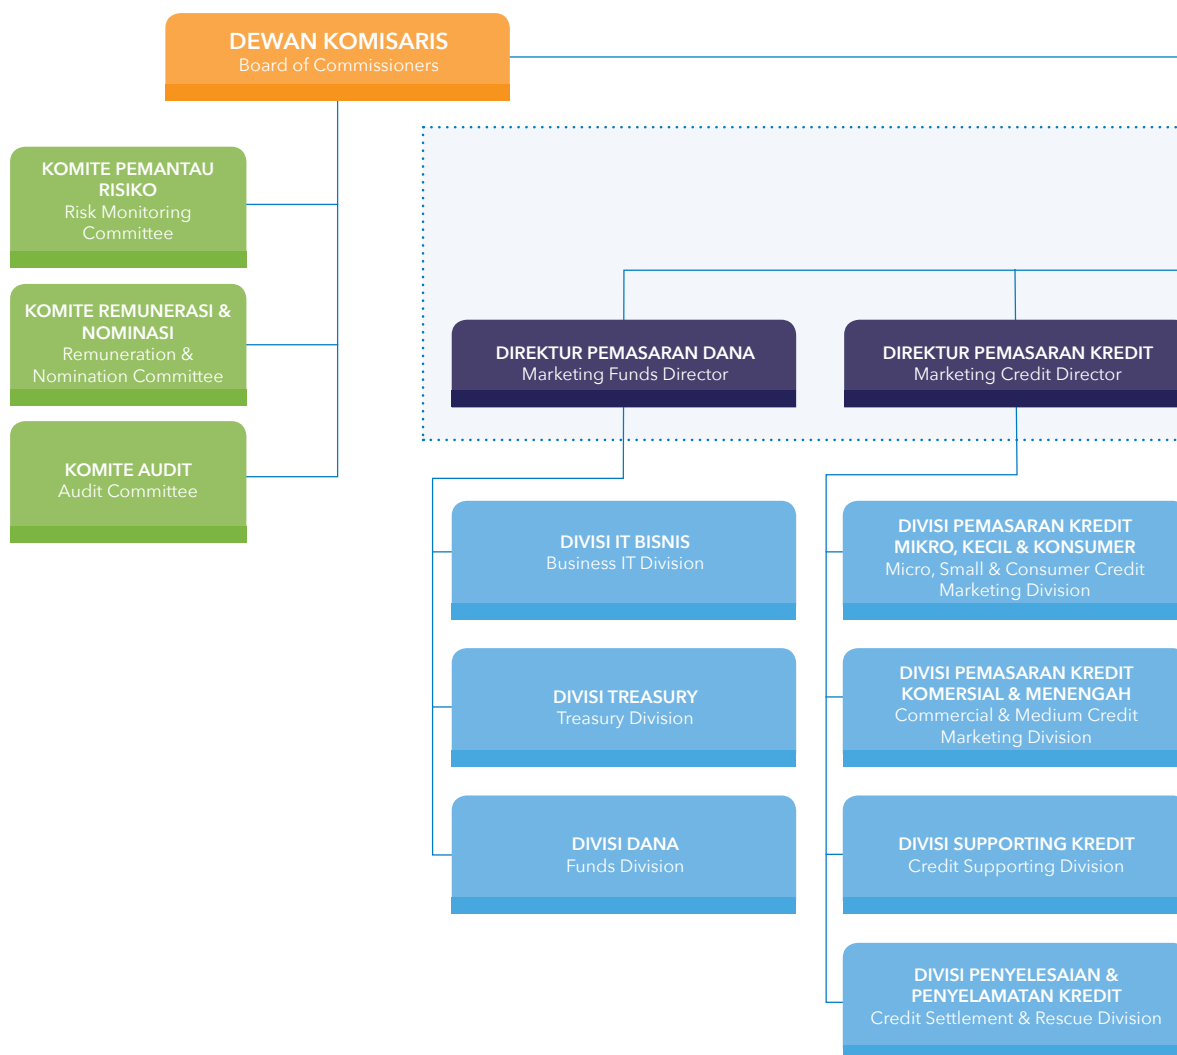 DEWAN KOMISARIS
Board of Commissioners
KOMITE PEMANTAU
RISIKO
Risk Monitoring
Committee
KOMITE REMUNERASI &
NOMINASI
Remuneration &
Nomination Committee
KOMITE AUDIT
Audit Committee
DIREKTUR PEMASARAN DANA
Marketing Funds Director
DIVISI IT BISNIS
Business IT Division
DIVISI TREASURY
Treasury Division
DIVISI DANA
Funds Division
DIREKTUR PEMASARAN KREDIT
Marketing Credit Director
DIVISI PEMASARAN KREDIT
MIKRO, KECIL & KONSUMER
Micro, Small & Consumer Credit
Marketing Division
DIVISI PEMASARAN KREDIT
KOMERSIAL & MENENGAH
Commercial & Medium Credit
Marketing Division
DIVISI SUPPORTING KREDIT
Credit Supporting Division
DIVISI PENYELESAIAN &
PENYELAMATAN KREDIT
Credit Settlement & Rescue Division